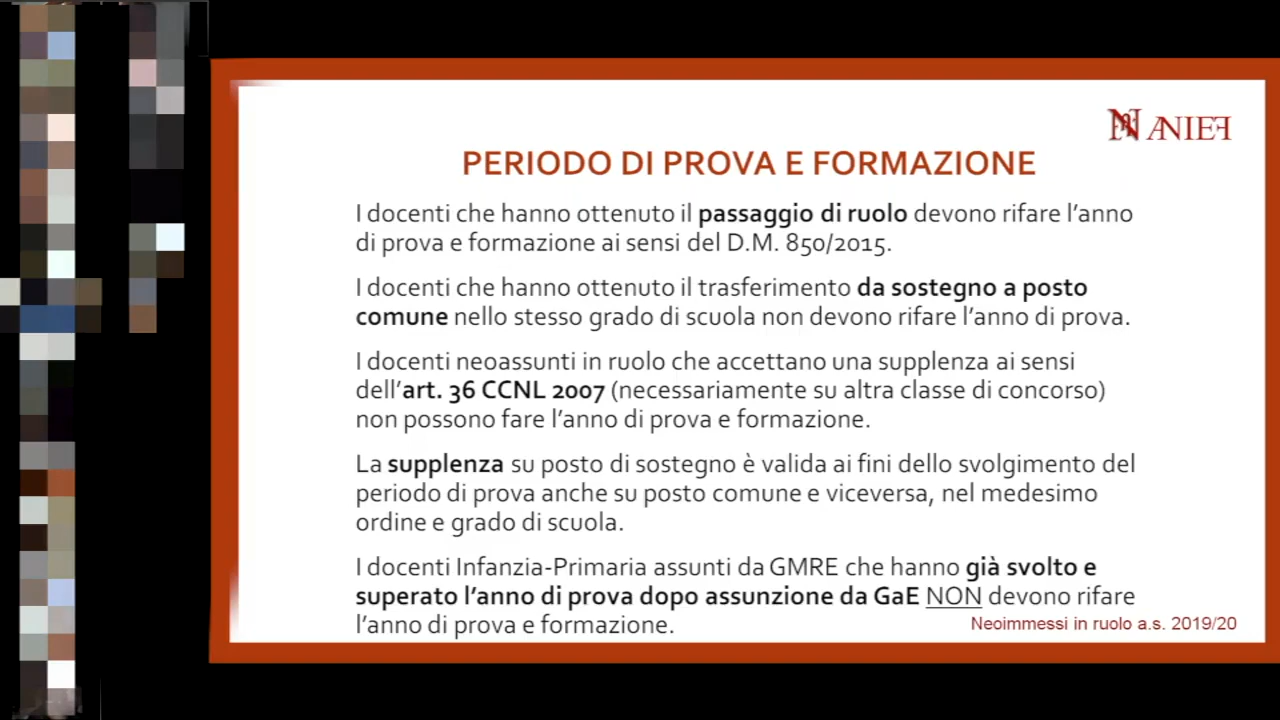 ANIEF
PERIODO DI PROVA E FORMAZIONE
I docenti che hanno ottenuto il passaggio di ruolo devono rifare l'anno
di prova e formazione ai sensi del D.M. 850/2015.
I docenti che hanno ottenuto il trasferimento da sostegno a posto
comune nello stesso grado di scuola non devono rifare l'anno di prova.
I docenti neoassunti in ruolo che accettano una supplenza ai sensi
dell'art. 36 CCNL 2007 (necessariamente su altra classe di concorso)
non possono fare l'anno di prova e formazione.
La supplenza su posto di sostegno è valida ai fini dello svolgimento del
periodo di prova anche su posto comune e viceversa, nel medesimo
ordine e grado di scuola.
I docenti Infanzia-Primaria assunti da GMRE che hanno già svolto e
superato l'anno di prova dopo assunzione da GaE NON devono rifare
l'anno di prova e formazione.
Neoimmessi in ruolo a.s. 2019/20